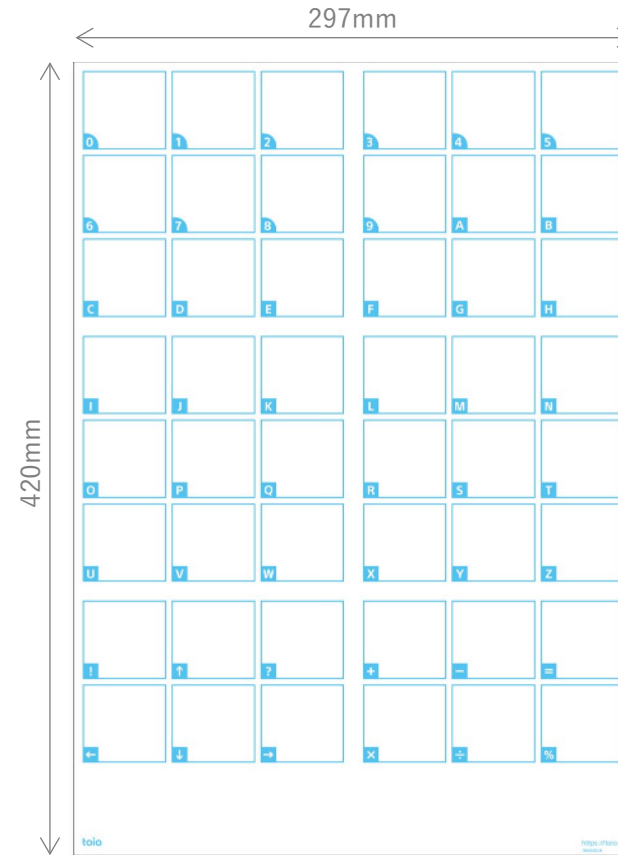 297mm
420mm
0 1 2 3 4 5
6 7 8 9 A B
C D E F G H
I J K L M N
O P Q R S T
U V W X Y Z
! ↑ ? + − =
← ↓ → × ÷ %
toio